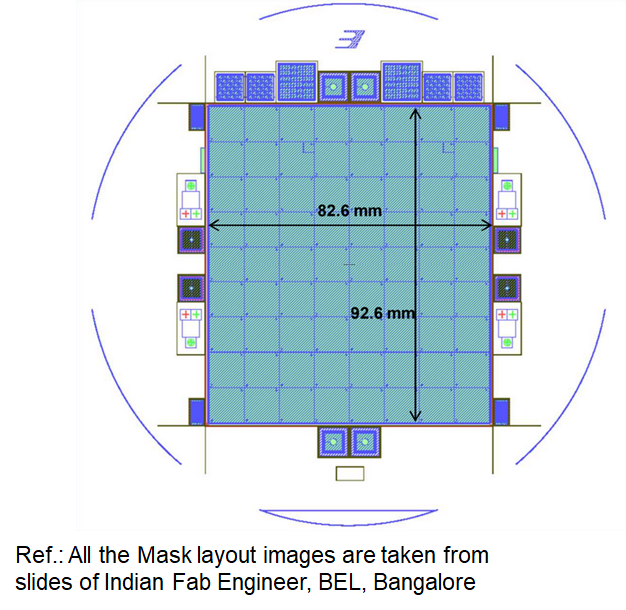 82.6 mm
92.6 mm
Ref.: All the Mask layout images are taken from
slides of Indian Fab Engineer, BEL, Bangalore